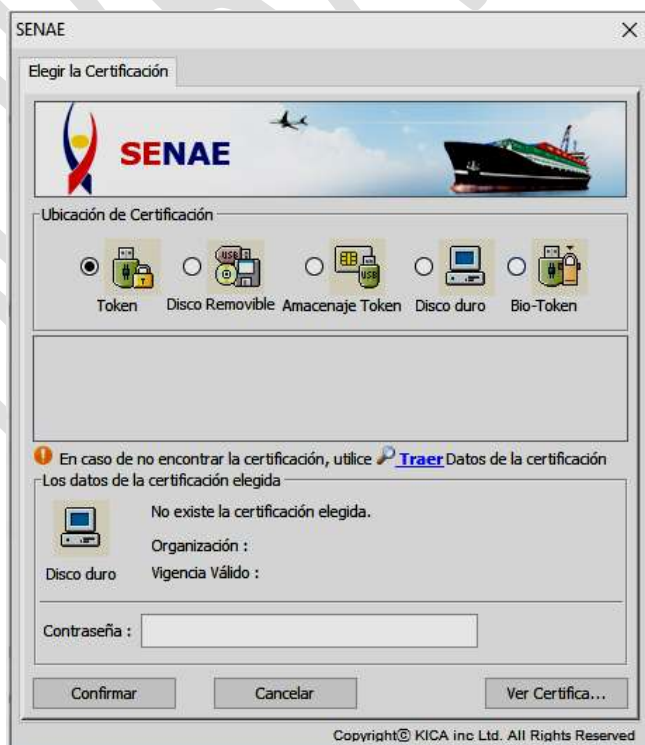 SENAE
Elegir la Certificación
SENAE
Ubicación de Certificación
Token Disco Removible Amacenaje Token Disco duro Bio-Token
En caso de no encontrar la certificación, utilice Traer Datos de la certificación
Los datos de la certificación elegida
No existe la certificación elegida.
Organización :
Disco duro Vigencia Válido :
Contraseña :
Confirmar Cancelar Ver Certifica...
Copyright© KICA inc Ltd. All Rights Reserved